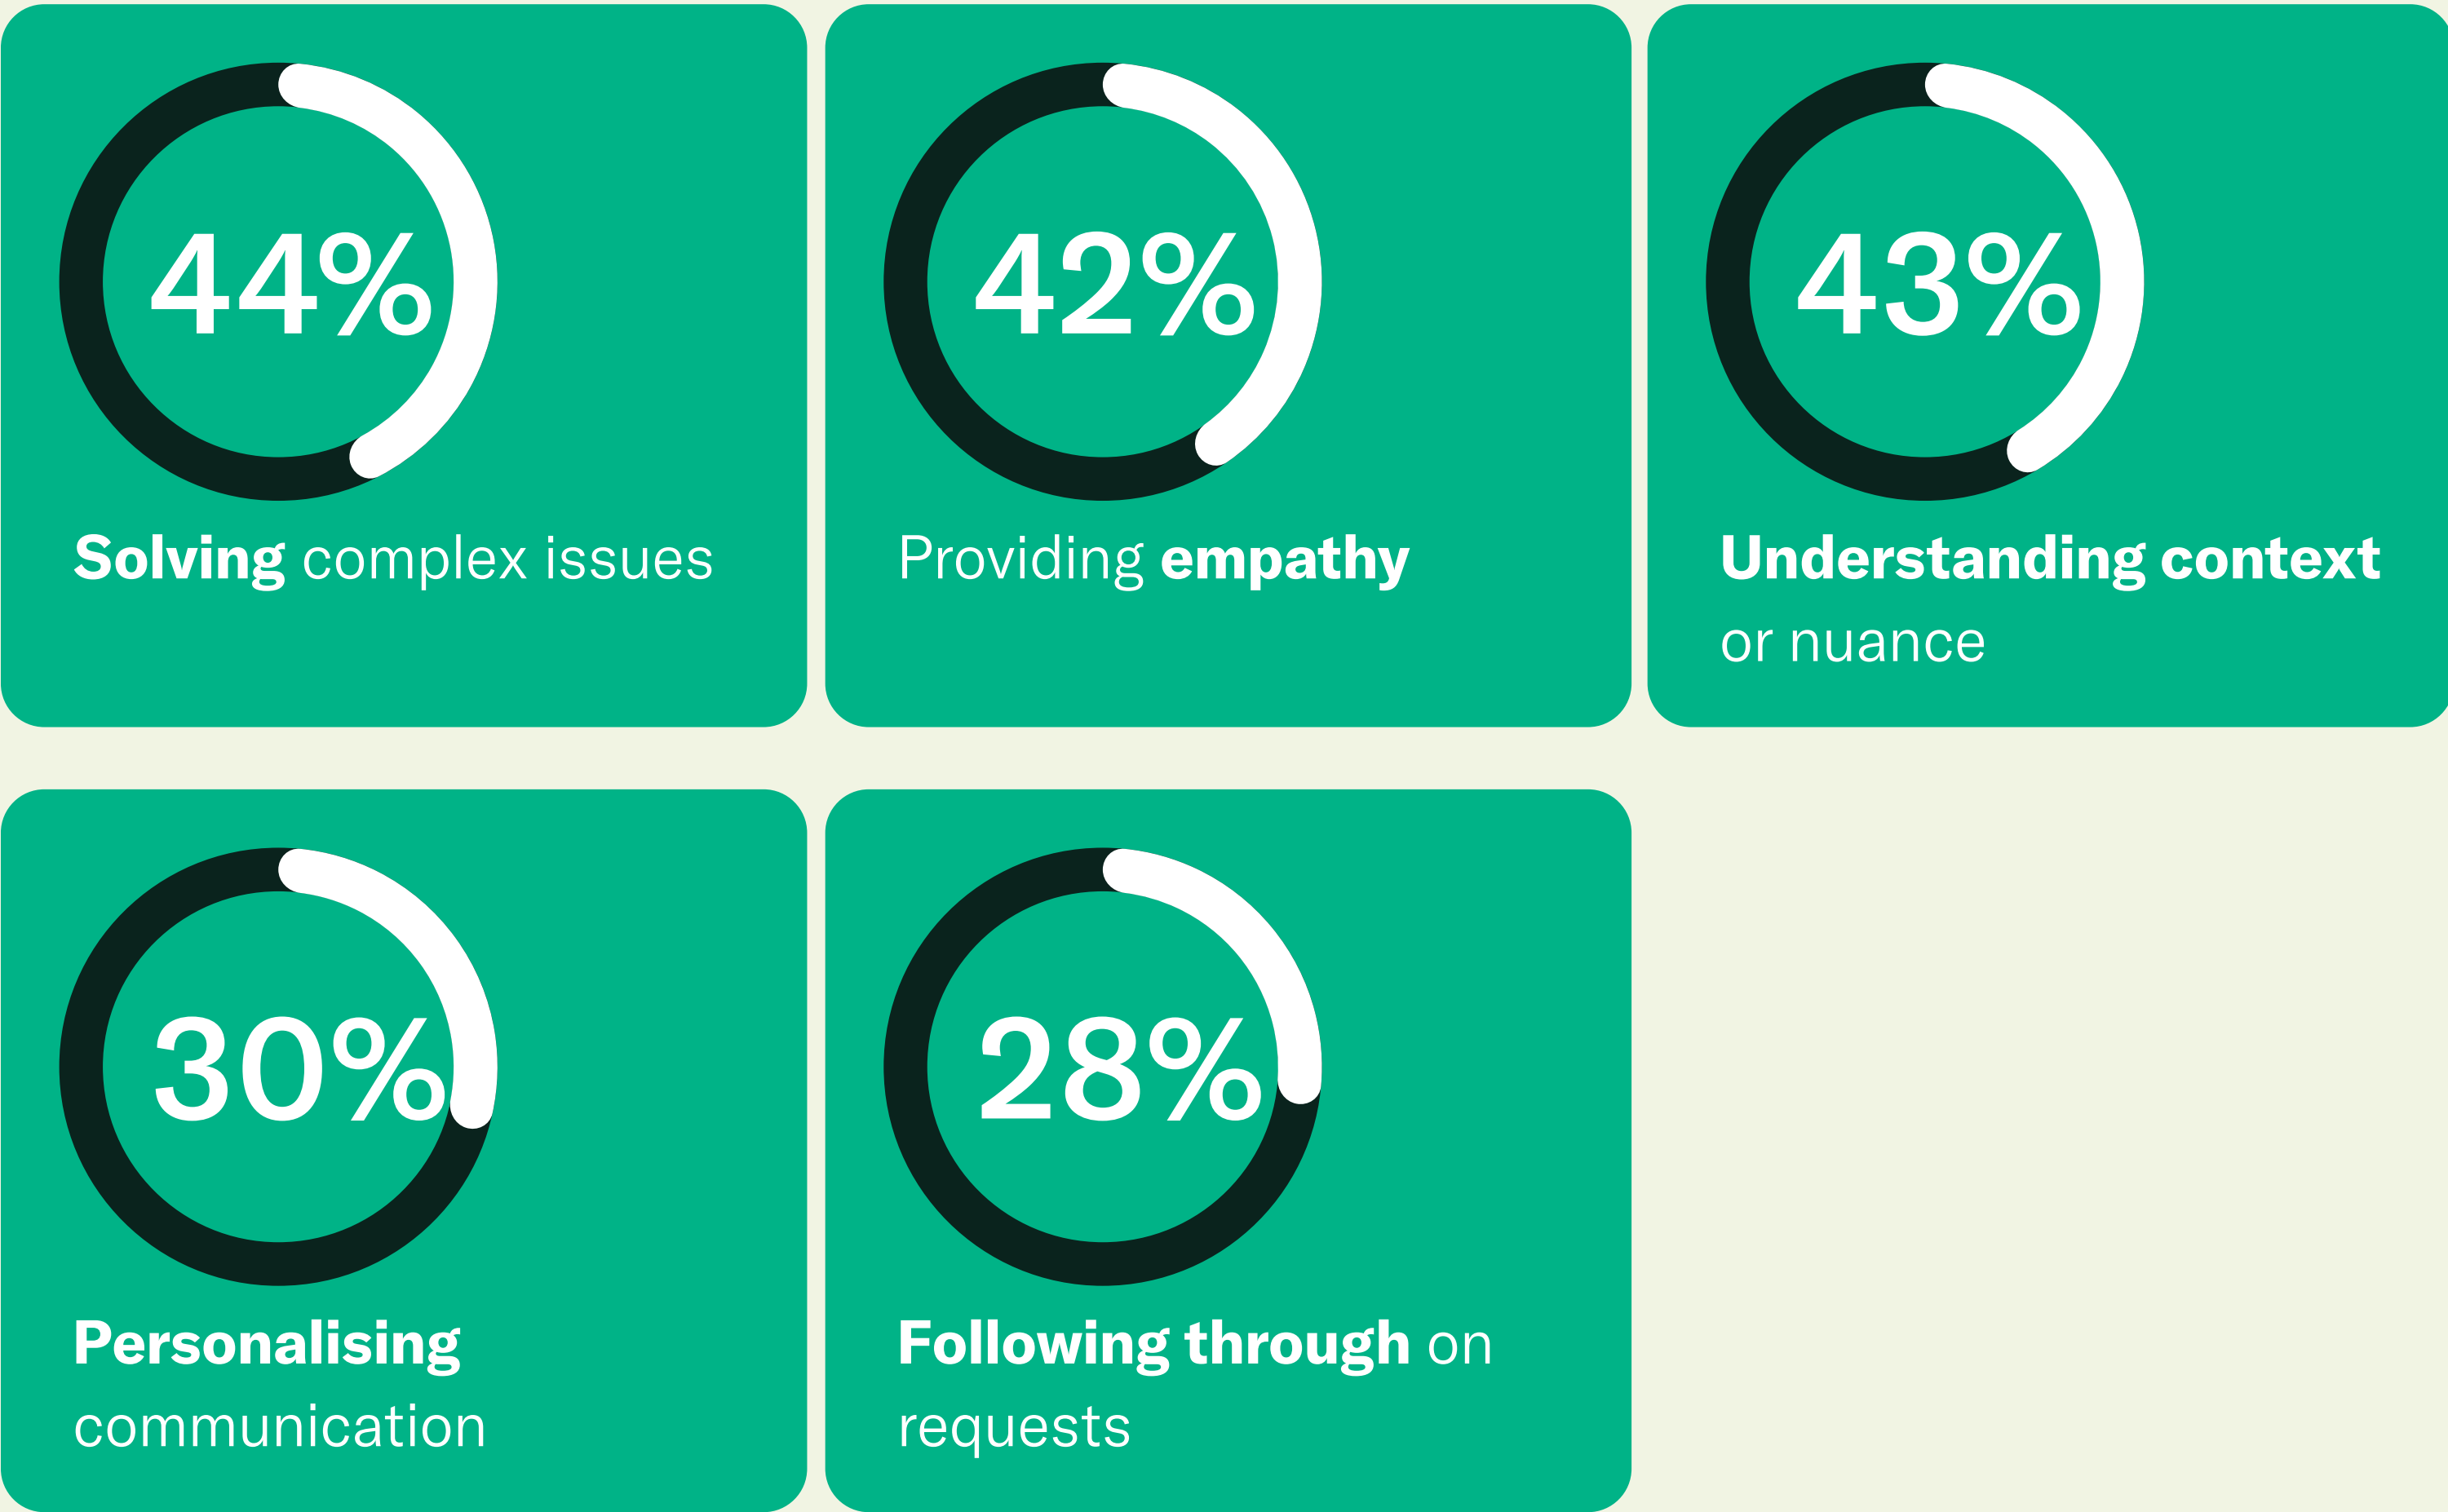 44%
Solving complex issues
42%
Providing empathy
43%
Understanding context
or nuance
30%
Personalising
communication
28%
Following through on
requests